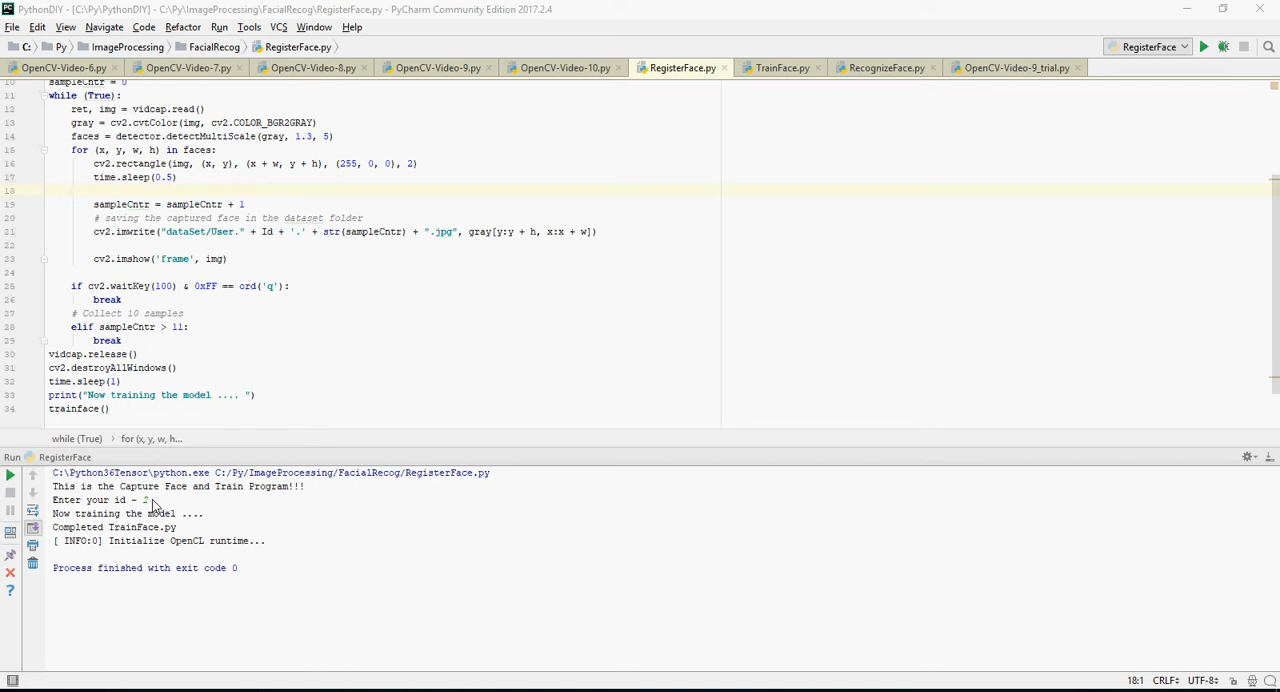 PythonDIY - [C:\Py\PythonDIY] - C:\Py\ImageProcessing\FacialRecog\RegisterFace.py - PyCharm Community Edition 2017.2.4
File Edit View Navigate Code Refactor Run Tools VCS Window Help
C: Py ImageProcessing FacialRecog RegisterFace.py RegisterFace
OpenCV-Video-6.py OpenCV-Video-7.py OpenCV-Video-8.py OpenCV-Video-9.py OpenCV-Video-10.py RegisterFace.py TrainFace.py RecognizeFace.py OpenCV-Video-9_trial.py
10 sampleCntr = 0
11 while (True):
12 ret, img = vidcap.read()
13 gray = cv2.cvtColor(img, cv2.COLOR_BGR2GRAY)
14 faces = detector.detectMultiScale(gray, 1.3, 5)
15 for (x, y, w, h) in faces:
16 cv2.rectangle(img, (x, y), (x + w, y + h), (255, 0, 0), 2)
17 time.sleep(0.5)
18
19 sampleCntr = sampleCntr + 1
20 # saving the captured face in the dataset folder
21 cv2.imwrite("dataSet/User." + Id + '.' + str(sampleCntr) + ".jpg", gray[y:y + h, x:x + w])
22
23 cv2.imshow('frame', img)
24
25 if cv2.waitKey(100) & 0xFF == ord('q'):
26 break
27 # Collect 10 samples
28 elif sampleCntr > 11:
29 break
30 vidcap.release()
31 cv2.destroyAllWindows()
32 time.sleep(1)
33 print("Now training the model .... ")
34 trainface()
while (True) for (x, y, w, h...
Run RegisterFace
C:\Python36Tensor\python.exe C:/Py/ImageProcessing/FacialRecog/RegisterFace.py
This is the Capture Face and Train Program!!!
Enter your id - 2
Now training the model ....
Completed TrainFace.py
[ INFO:0] Initialize OpenCL runtime...
Process finished with exit code 0
18:1 CRLF UTF-8